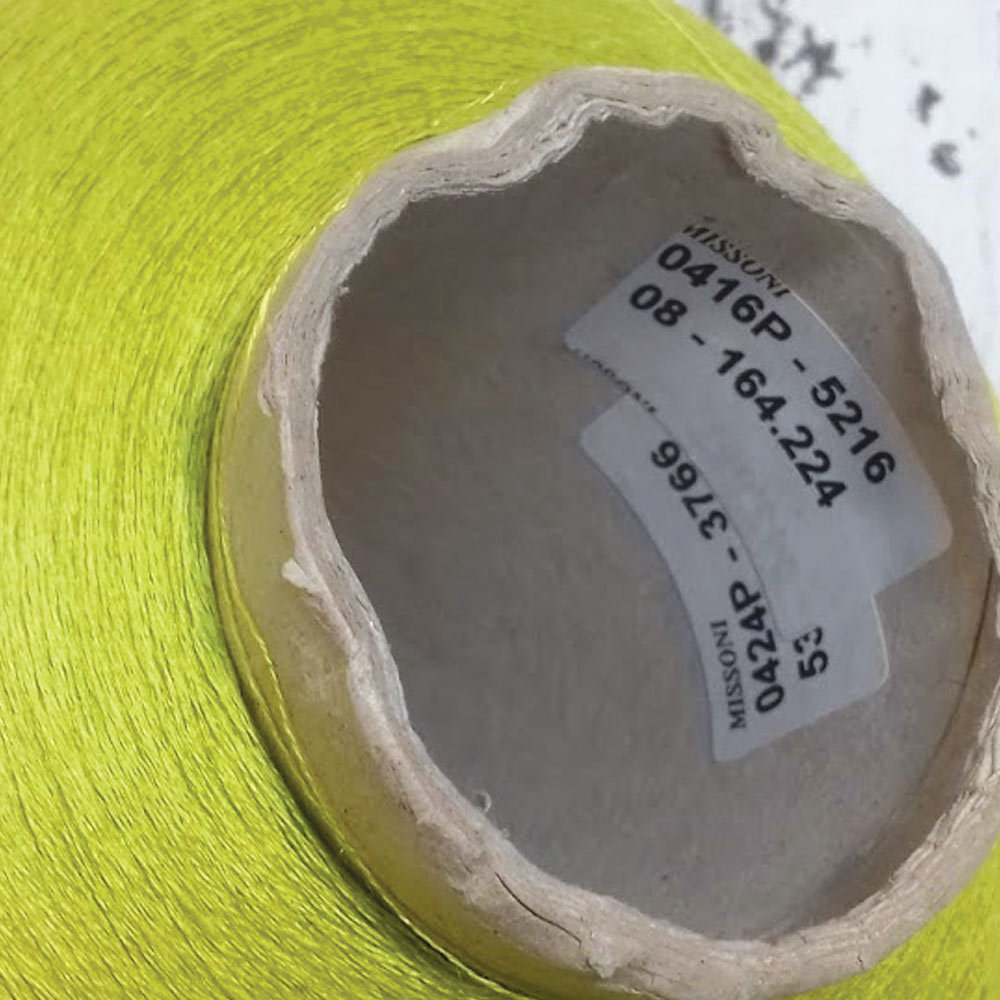 MISSONI
0416P - 5216
08 - 164.224
MISSONI
0424P - 3766
53